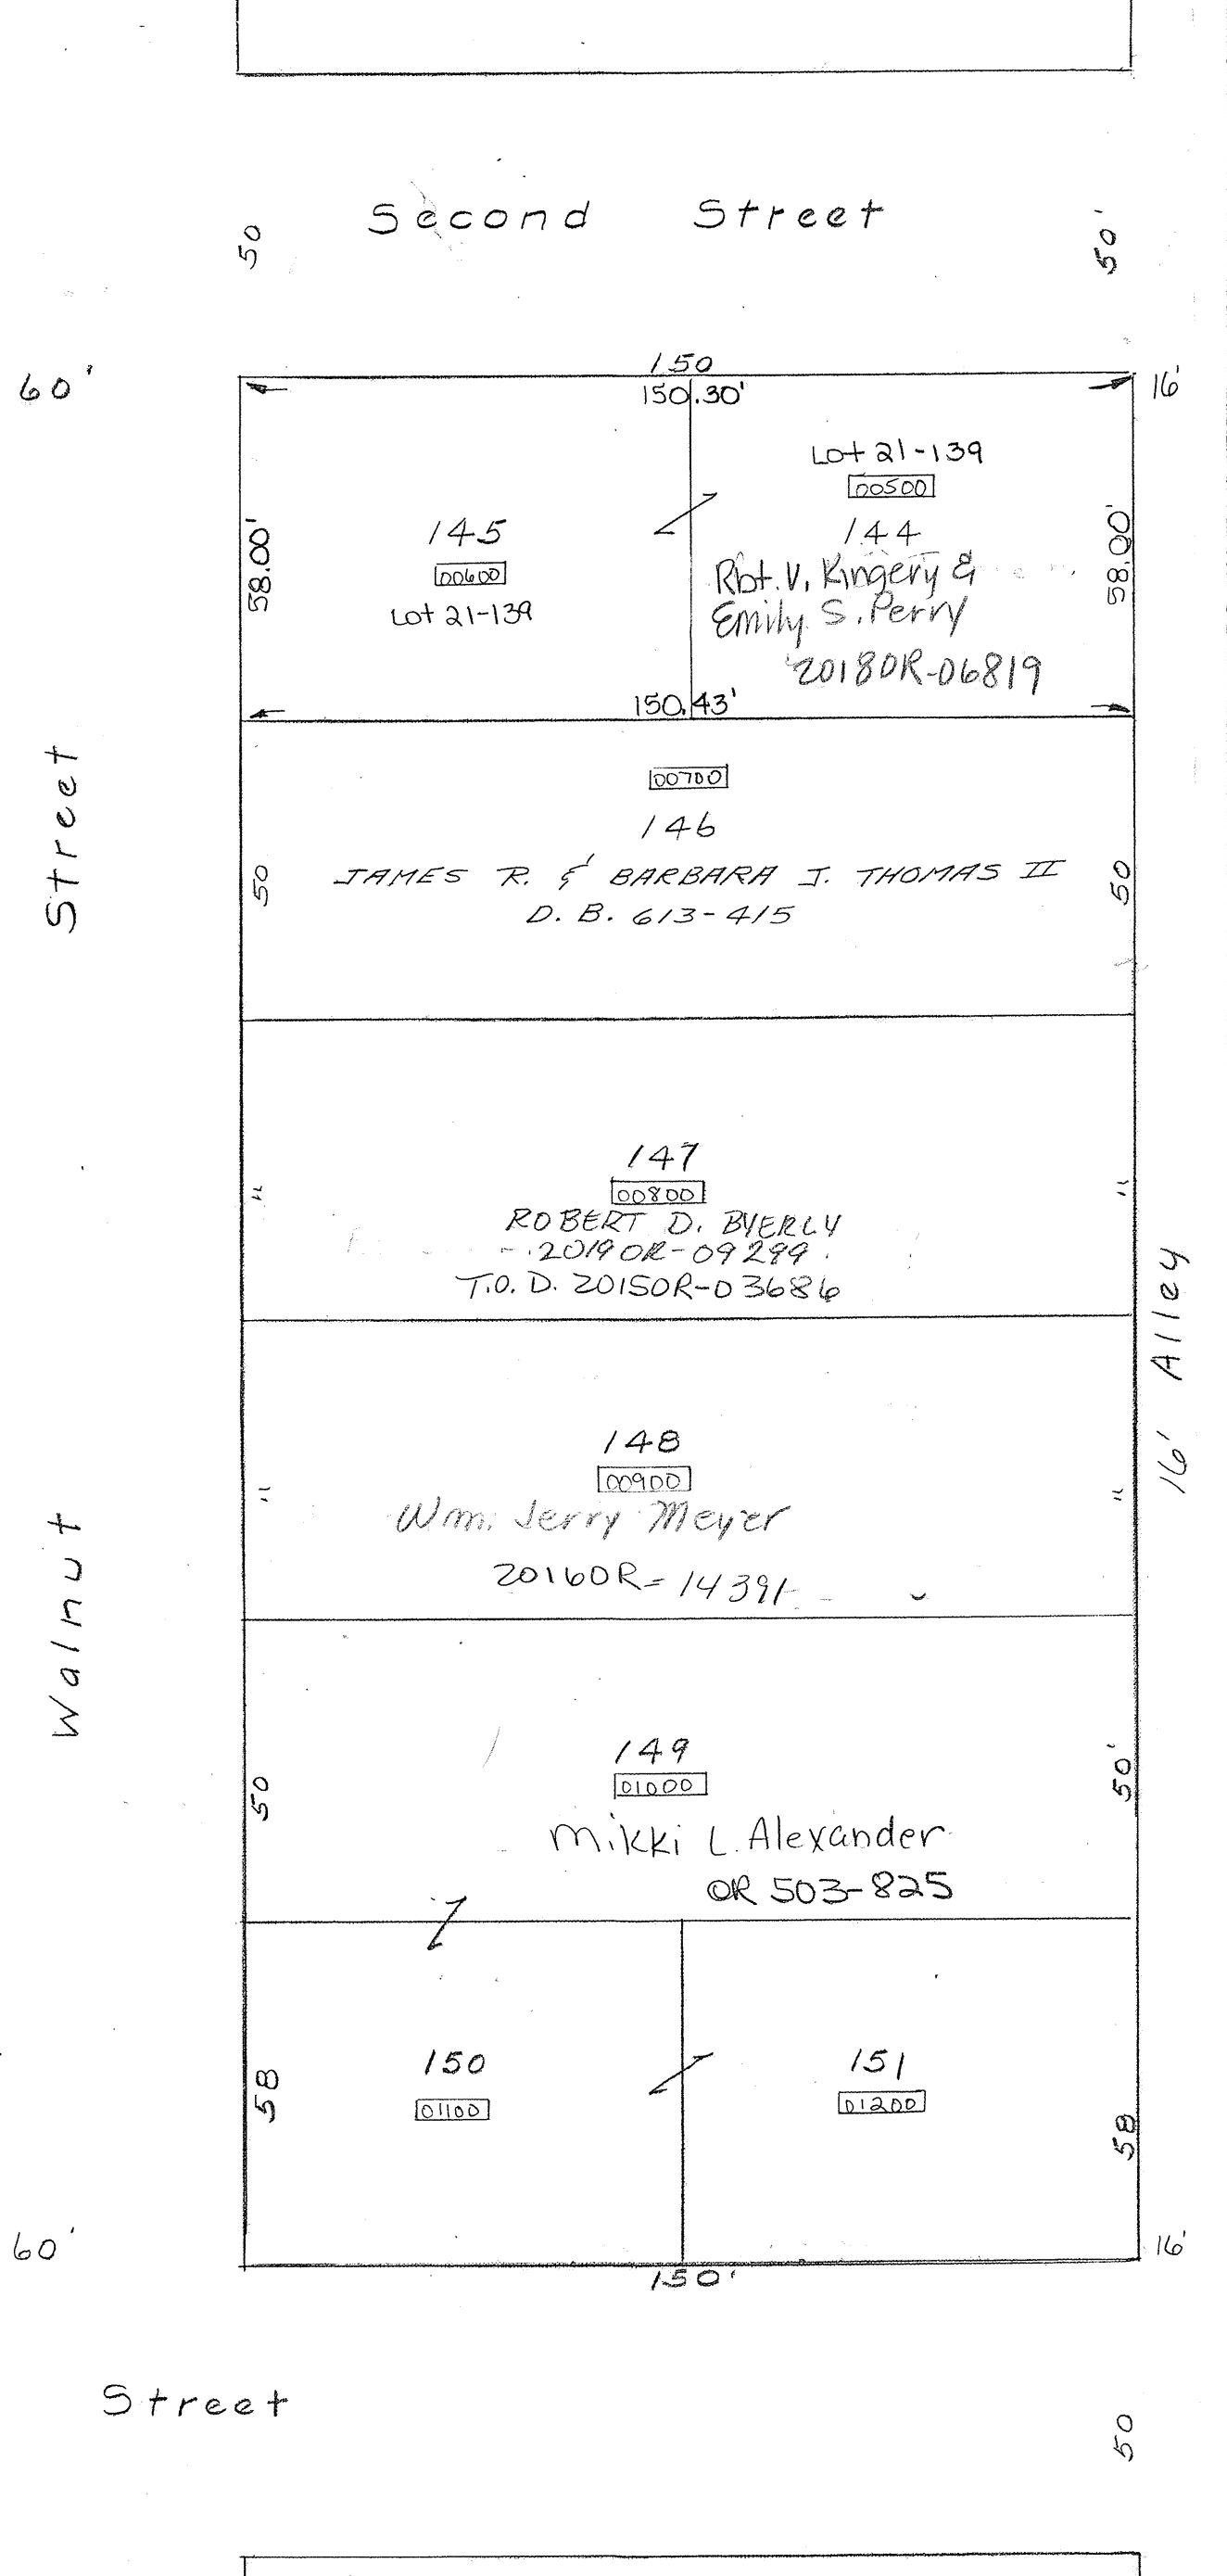 Second Street
50
50'
60'
150
150.30'
16'
Lot 21-139
00500
144
Rbt. V. Kingery &
Emily S. Perry
2018OR-06819
58.00'
145
00600
Lot 21-139
58.00'
150.43'
00700
146
JAMES R. & BARBARA J. THOMAS II
D. B. 613-415
50
50
Street
147
00800
ROBERT D. BYERLY
2019OR-09299
T.O.D. 2015OR-03686
"
"
16' Alley
148
00900
Wm. Jerry Meyer
2016OR-14391
"
"
Walnut
149
01000
Mikki L. Alexander
OR 503-825
50
50'
150
01100
58
151
01200
58
60'
150'
16'
Street
50